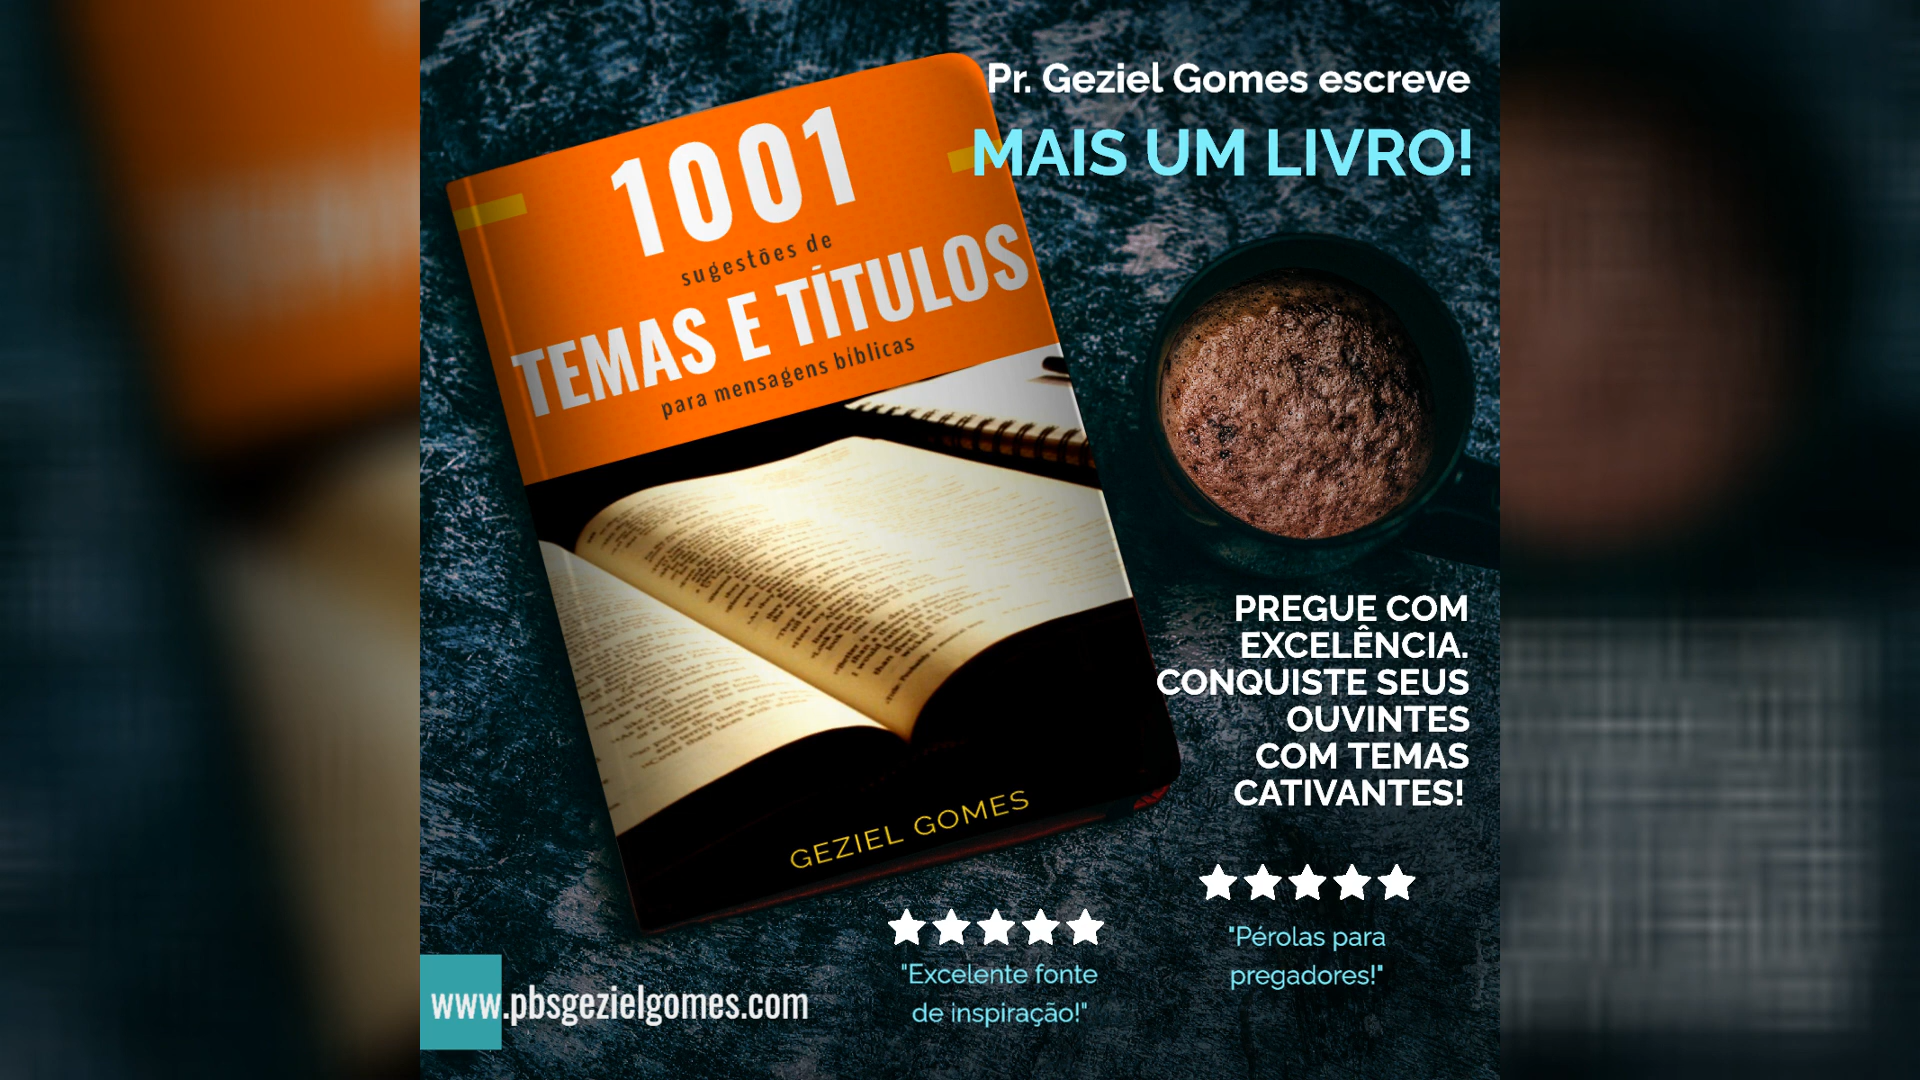 Pr. Geziel Gomes escreve
MAIS UM LIVRO!
1001
sugestões de
TEMAS E TÍTULOS
para mensagens bíblicas
GEZIEL GOMES
PREGUE COM
EXCELÊNCIA.
CONQUISTE SEUS
OUVINTES
COM TEMAS
CATIVANTES!
"Excelente fonte
de inspiração!"
"Pérolas para
pregadores!"
www.pbsgezielgomes.com